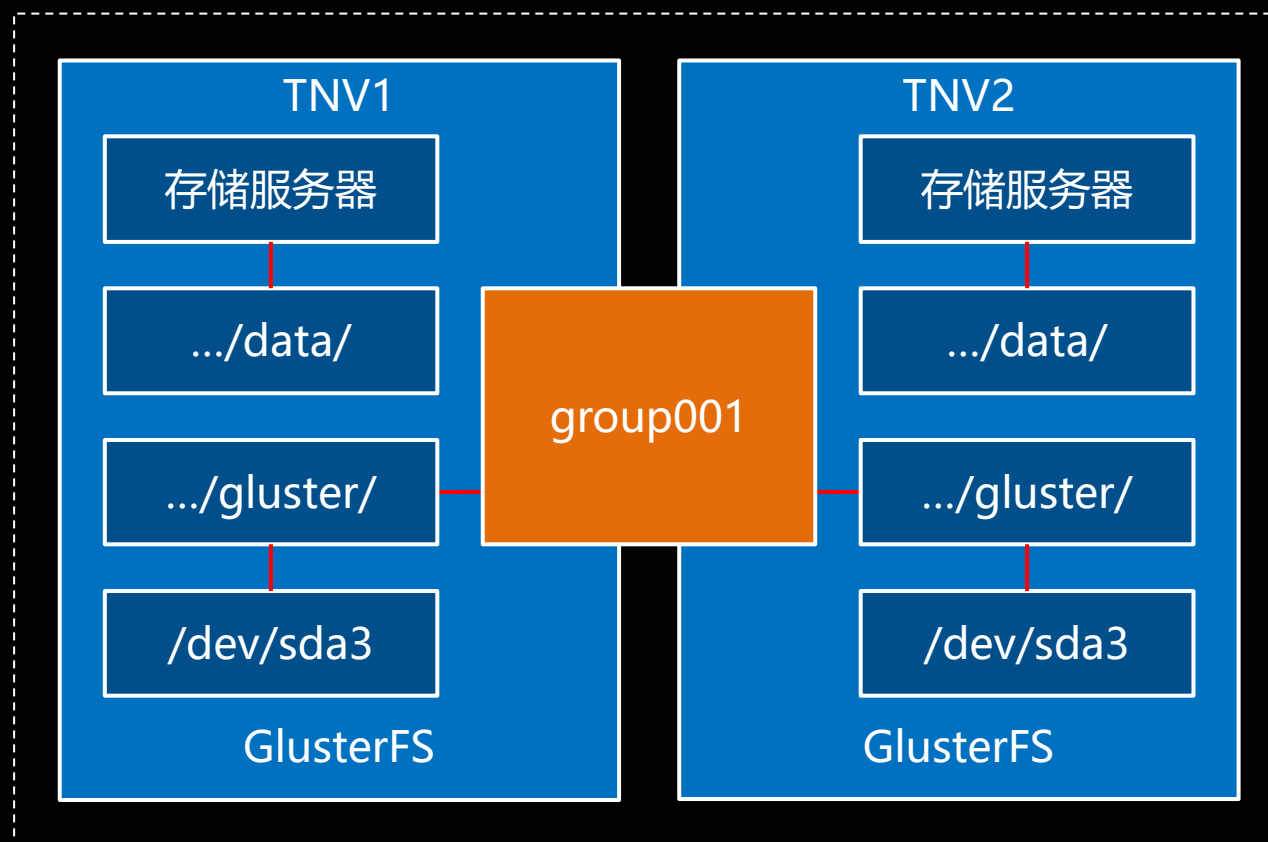 TNV1
存储服务器
.../data/
.../gluster/
/dev/sda3
GlusterFS
group001
TNV2
存储服务器
.../data/
.../gluster/
/dev/sda3
GlusterFS